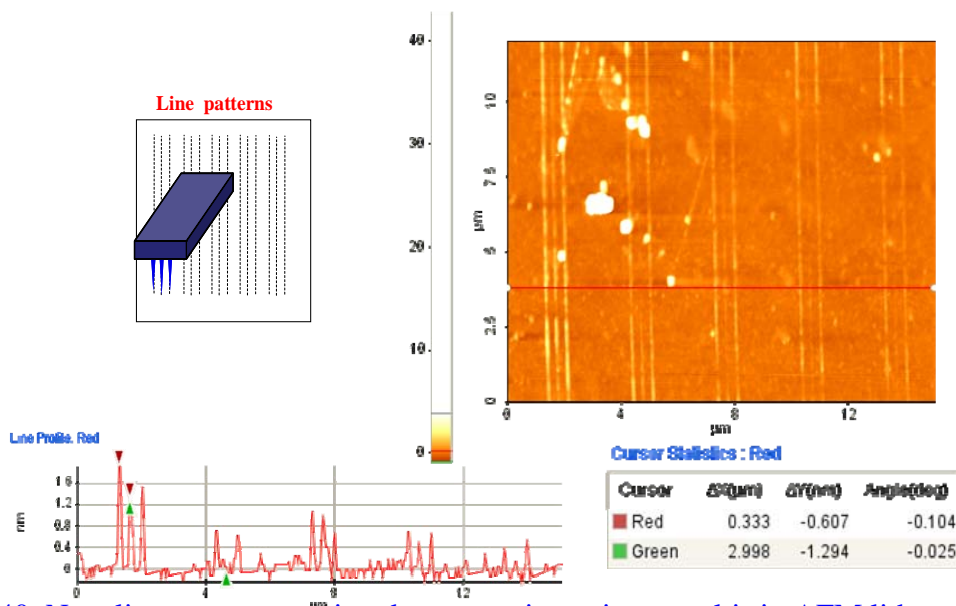 Line patterns
40
30
20
10
0
10
7.5
5
2.5
0
µm
0 4 8 12
µm
Line Profile: Red
1.6
1.2
0.8
0.4
0
nm
0 4 8 12
µm
Cursor Statistics : Red
Cursor ΔX(µm) ΔY(nm) Angle(deg)
Red 0.333 -0.607 -0.104
Green 2.998 -1.294 -0.025